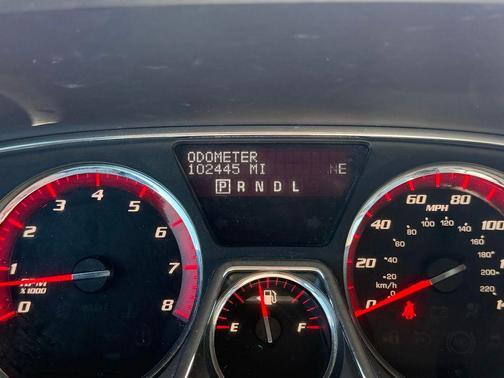 ODOMETER
102445 MI NE
P R N D L
0 1 2 3 4 5 6 7 8
RPM
X 1000
E F
0 20 40 60 80 100
MPH
0 20 40 60 80 100 120 140 160 180 200 220
km/h